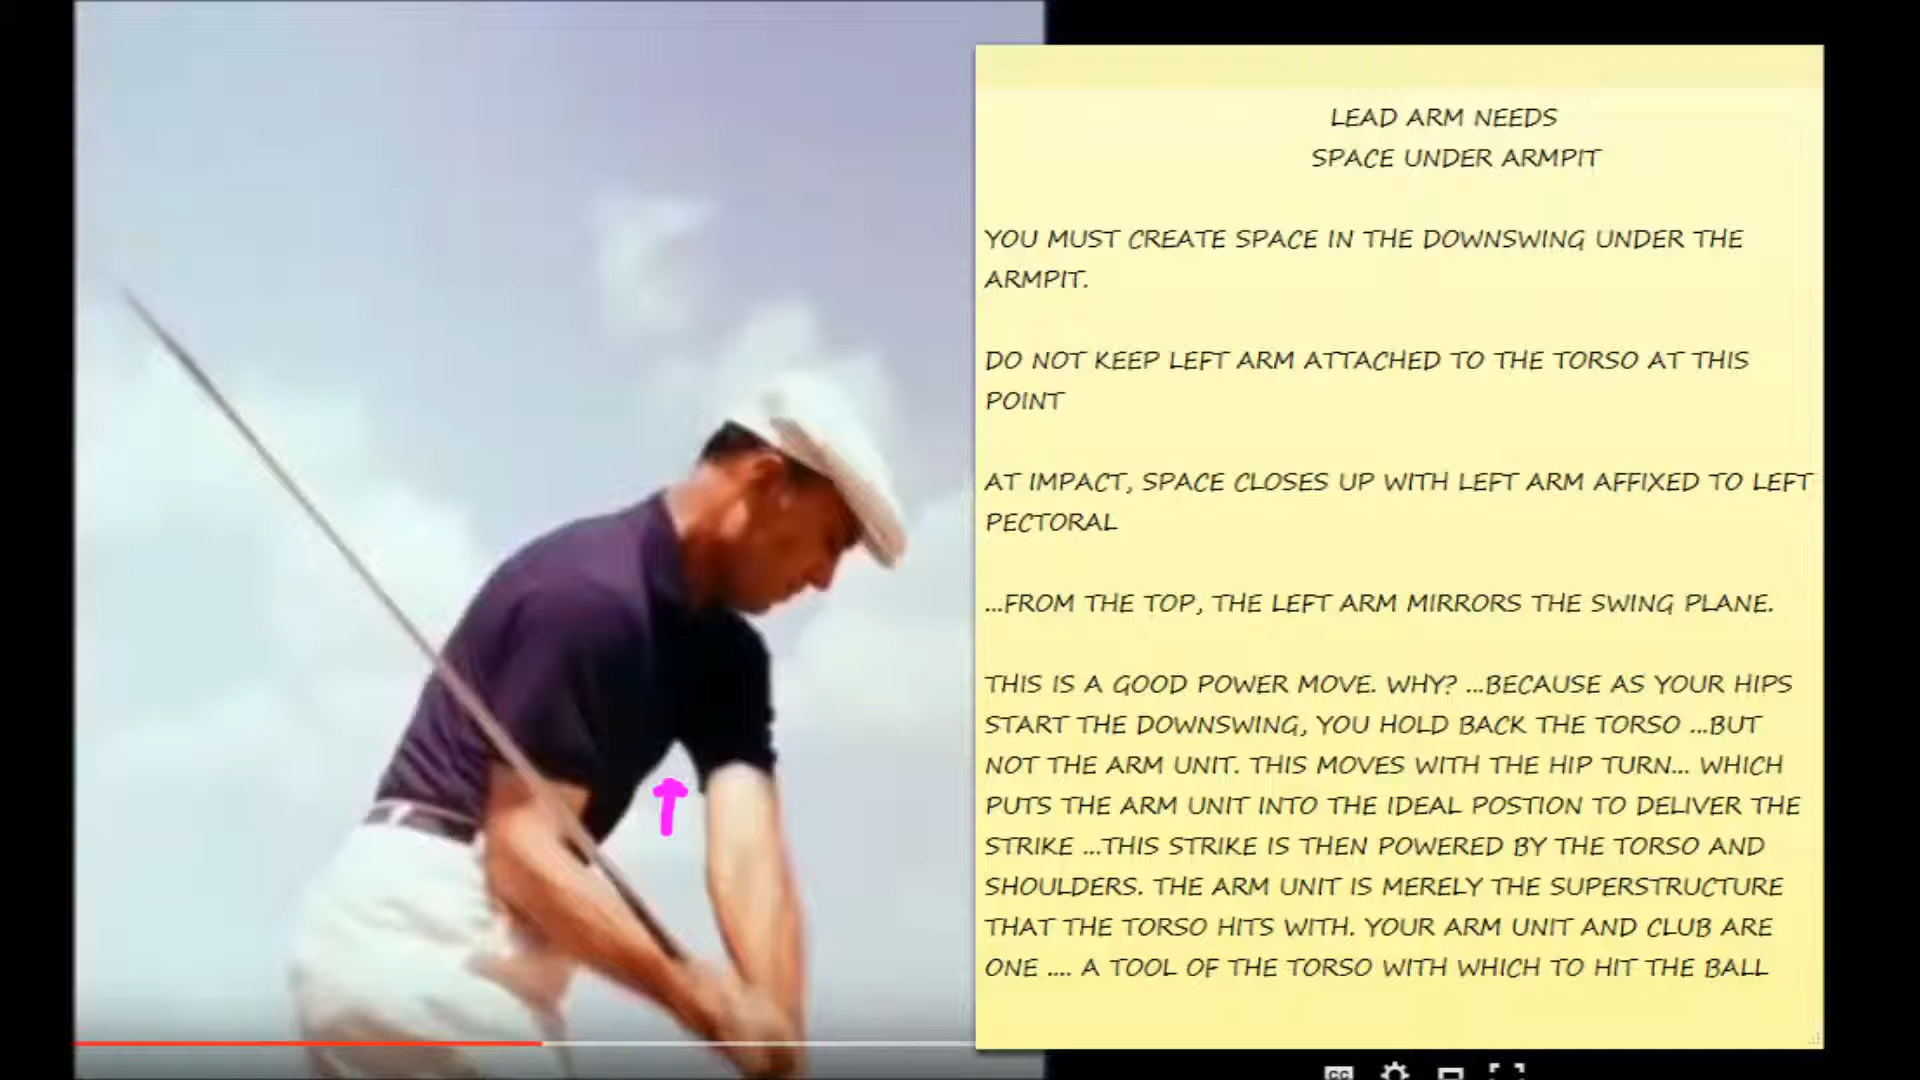 LEAD ARM NEEDS
SPACE UNDER ARMPIT
YOU MUST CREATE SPACE IN THE DOWNSWING UNDER THE
ARMPIT.
DO NOT KEEP LEFT ARM ATTACHED TO THE TORSO AT THIS
POINT
AT IMPACT, SPACE CLOSES UP WITH LEFT ARM AFFIXED TO LEFT
PECTORAL
...FROM THE TOP, THE LEFT ARM MIRRORS THE SWING PLANE.
THIS IS A GOOD POWER MOVE. WHY? ...BECAUSE AS YOUR HIPS
START THE DOWNSWING, YOU HOLD BACK THE TORSO ...BUT
NOT THE ARM UNIT. THIS MOVES WITH THE HIP TURN... WHICH
PUTS THE ARM UNIT INTO THE IDEAL POSTION TO DELIVER THE
STRIKE ...THIS STRIKE IS THEN POWERED BY THE TORSO AND
SHOULDERS. THE ARM UNIT IS MERELY THE SUPERSTRUCTURE
THAT THE TORSO HITS WITH. YOUR ARM UNIT AND CLUB ARE
ONE .... A TOOL OF THE TORSO WITH WHICH TO HIT THE BALL
CC